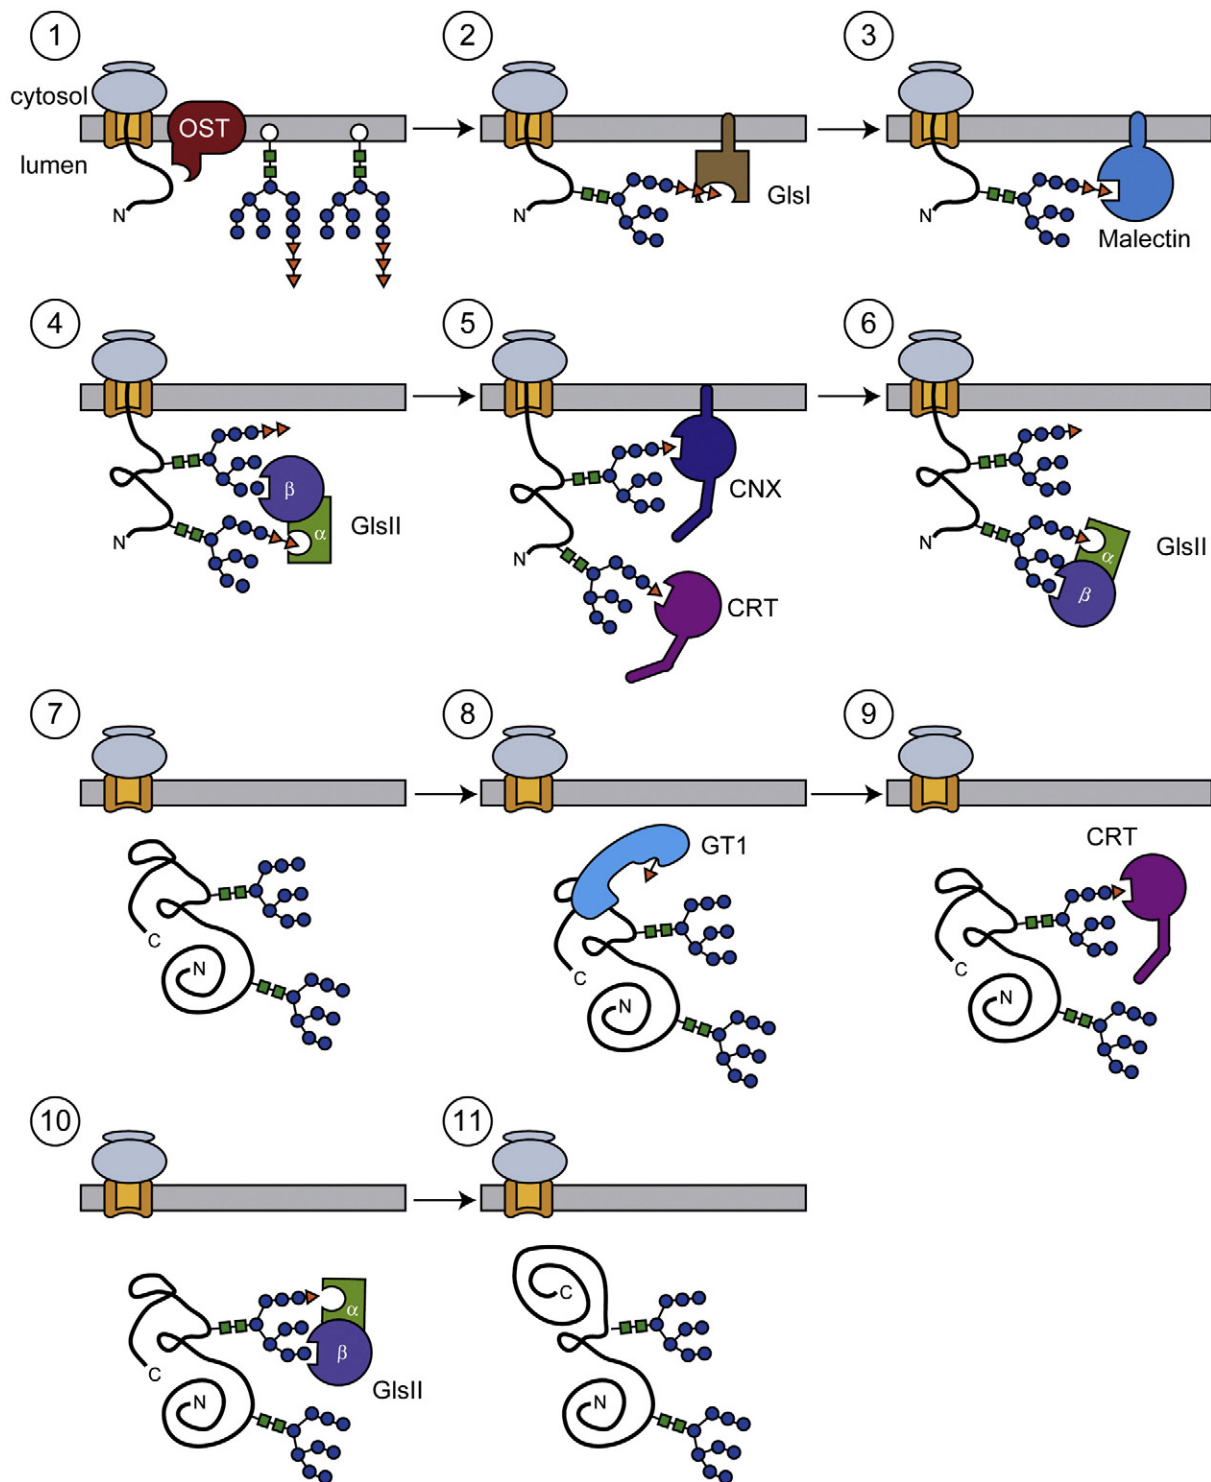 1 2 3
cytosol
OST
lumen
N N N
GlsI
Malectin
4 5 6
β
α
GlsII
N
CNX
CRT
N
GlsII
α
β
N
7 8 9
C
N
GT1
C
N
CRT
C
N
10 11
α
β
GlsII
C
N
C
N